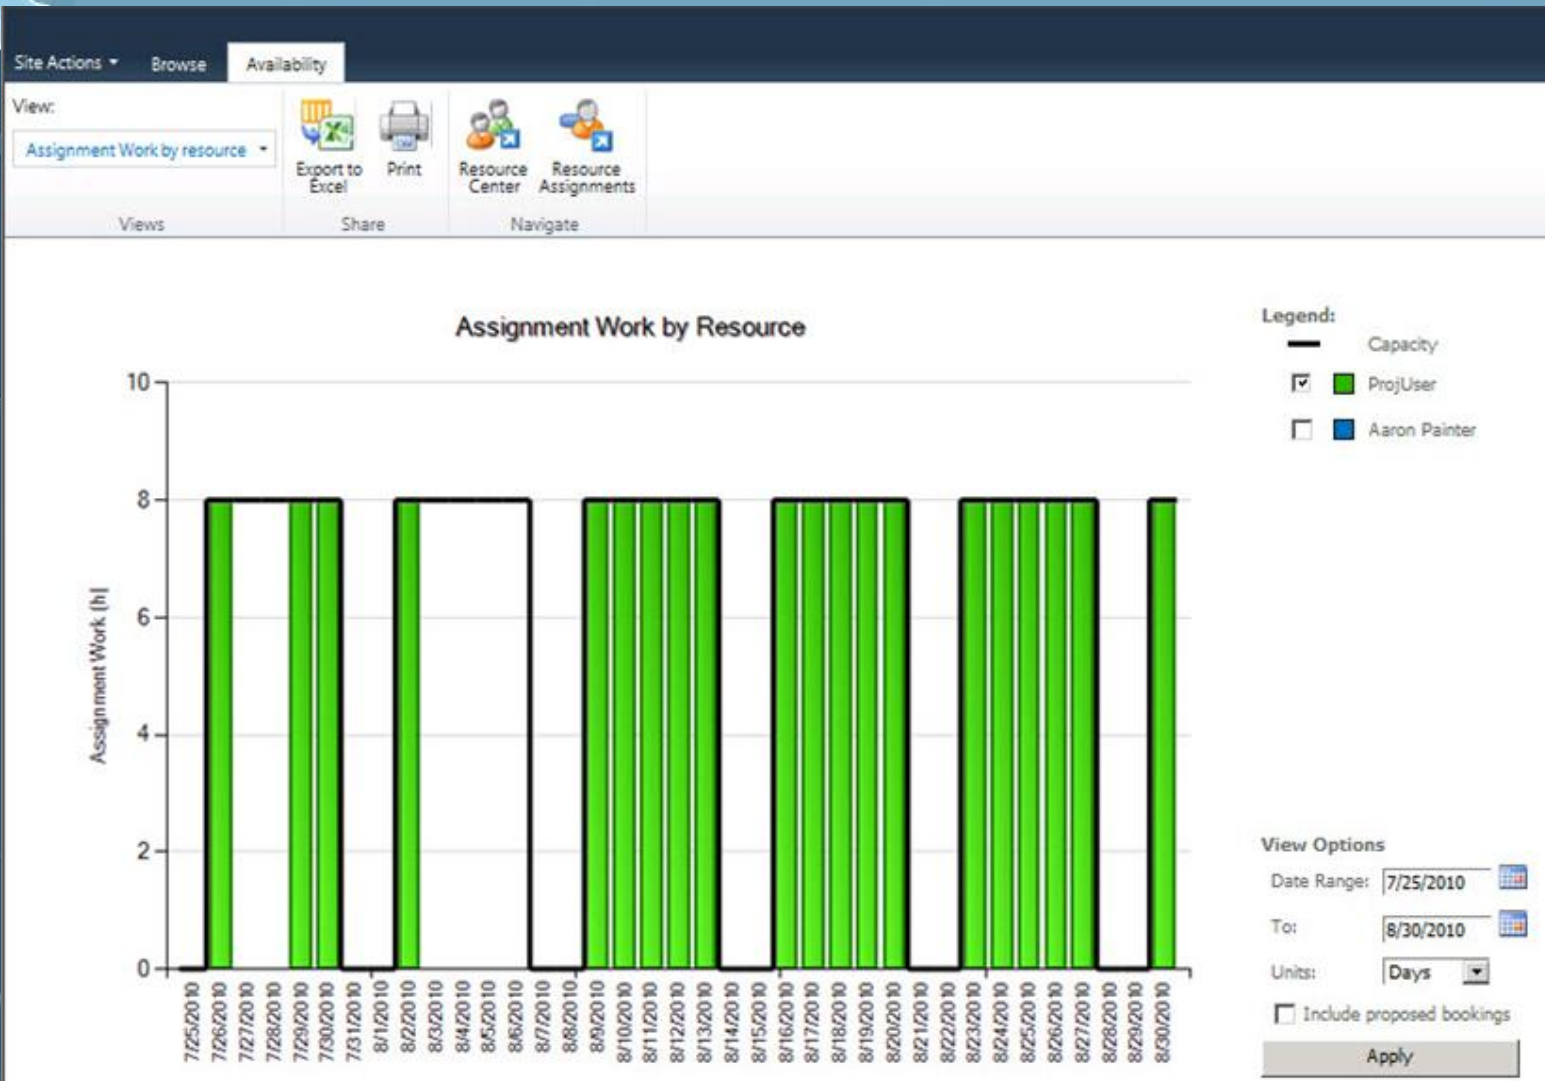 Site Actions
Browse
Availability
View:
Assignment Work by resource
Export to Excel
Print
Resource Center
Resource Assignments
Views
Share
Navigate
Assignment Work by Resource
Legend:
Capacity
ProjUser
Aaron Painter
10
8
6
4
2
0
Assignment Work (h)
7/25/2010
7/26/2010
7/27/2010
7/28/2010
7/29/2010
7/30/2010
7/31/2010
8/1/2010
8/2/2010
8/3/2010
8/4/2010
8/5/2010
8/6/2010
8/7/2010
8/8/2010
8/9/2010
8/10/2010
8/11/2010
8/12/2010
8/13/2010
8/14/2010
8/15/2010
8/16/2010
8/17/2010
8/18/2010
8/19/2010
8/20/2010
8/21/2010
8/22/2010
8/23/2010
8/24/2010
8/25/2010
8/26/2010
8/27/2010
8/28/2010
8/29/2010
8/30/2010
View Options
Date Range: 7/25/2010
To: 8/30/2010
Units: Days
Include proposed bookings
Apply